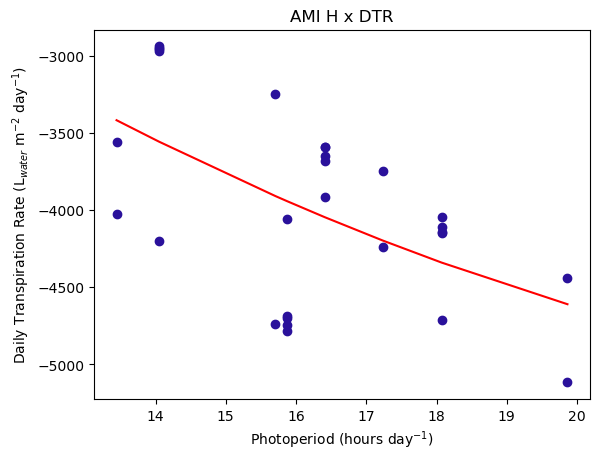 AMI H x DTR
Daily Transpiration Rate (L_water m⁻² day⁻¹)
−3000
−3500
−4000
−4500
−5000
14 15 16 17 18 19 20
Photoperiod (hours day⁻¹)